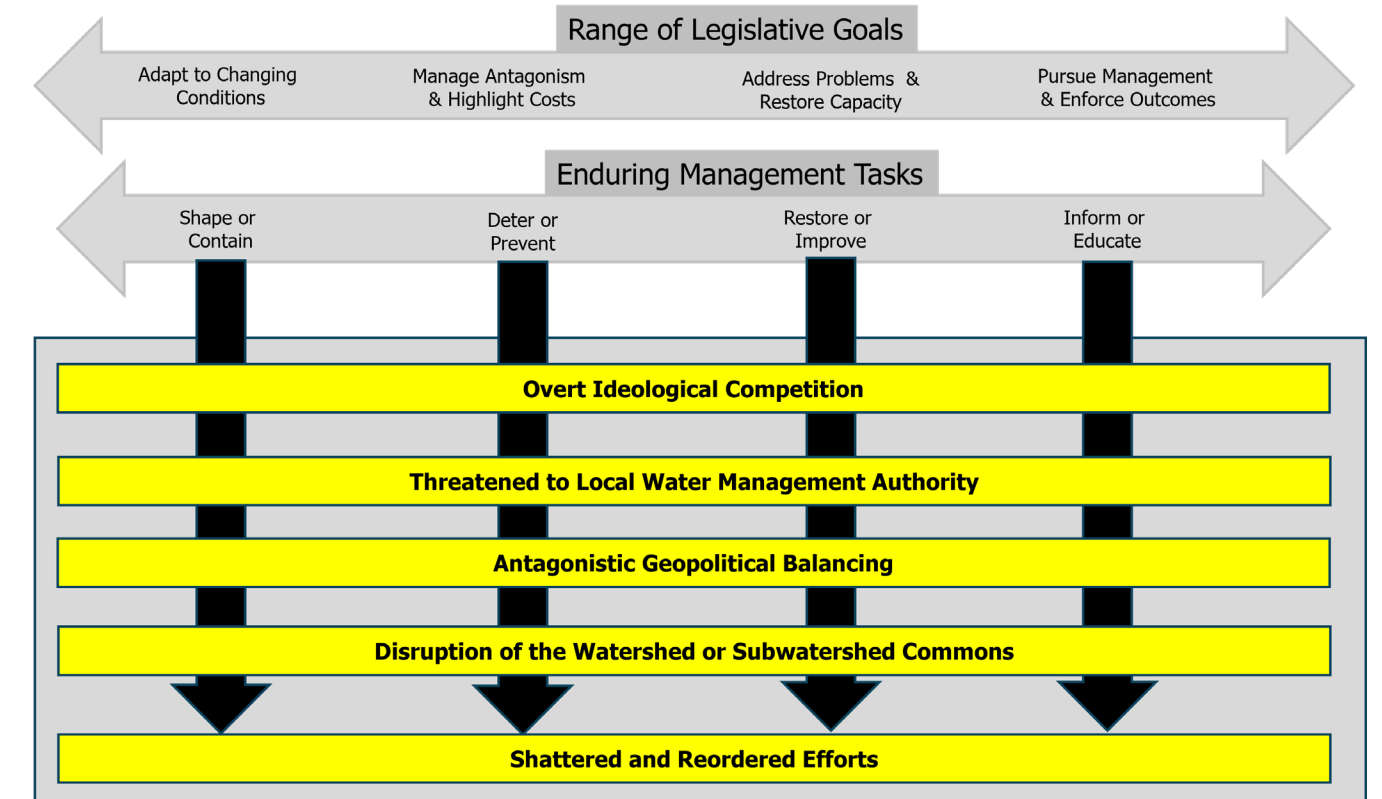 Range of Legislative Goals
Adapt to Changing
Conditions
Manage Antagonism
& Highlight Costs
Address Problems &
Restore Capacity
Pursue Management
& Enforce Outcomes
Enduring Management Tasks
Shape or
Contain
Deter or
Prevent
Restore or
Improve
Inform or
Educate
Overt Ideological Competition
Threatened to Local Water Management Authority
Antagonistic Geopolitical Balancing
Disruption of the Watershed or Subwatershed Commons
Shattered and Reordered Efforts